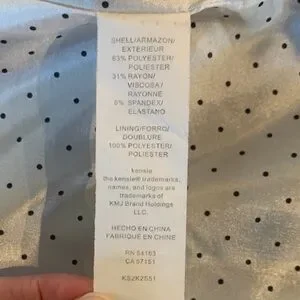 SHELL/ARMAZON/
EXTERIEUR
63% POLYESTER/
POLIESTER
31% RAYON/
VISCOSA/
RAYONNE
6% SPANDEX/
ELASTANO
LINING/FORRO/
DOUBLURE
100% POLYESTER/
POLIESTER
kensie
the kensie® trademarks,
names, and logos are
trademarks of
KMJ Brand Holdings
LLC.
HECHO EN CHINA
FABRIQUE EN CHINE
RN 54163
CA 57151
KS2K2S51